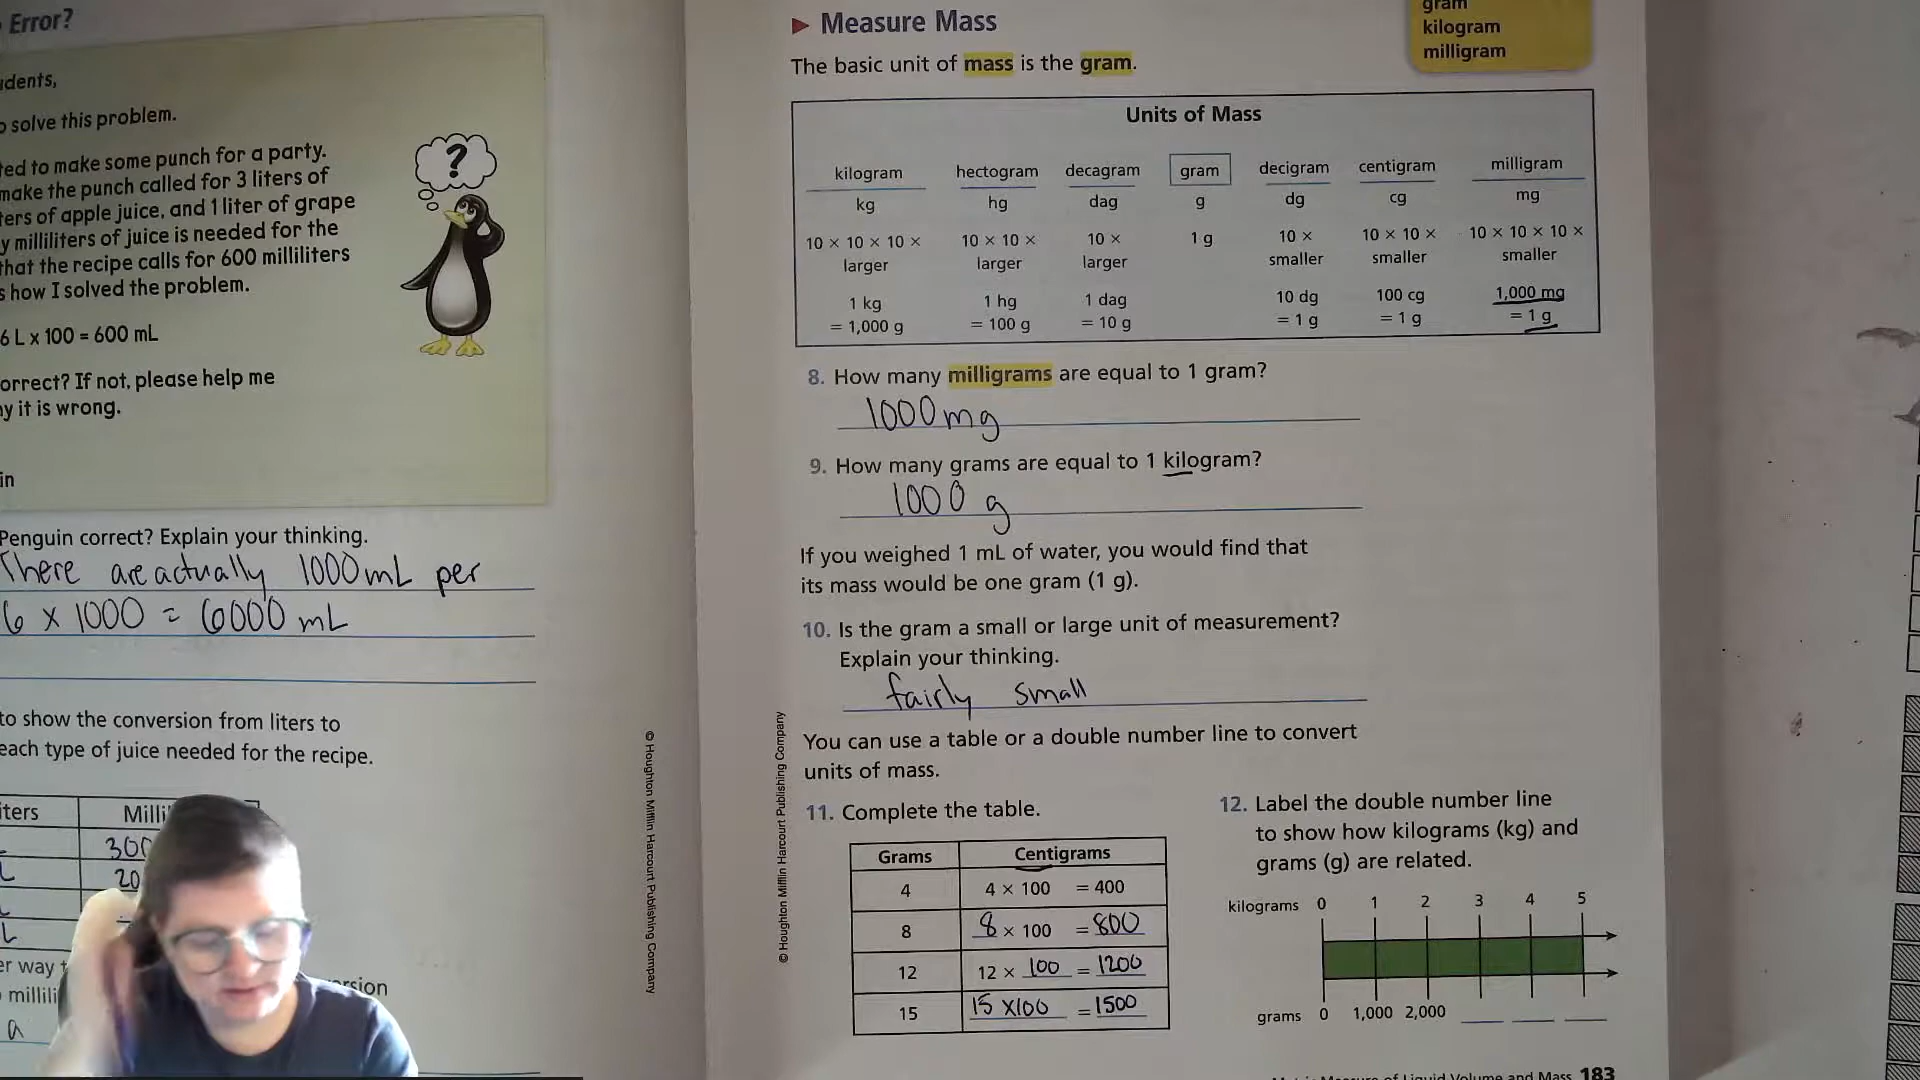 Error?
udents,
o solve this problem.
ted to make some punch for a party.
make the punch called for 3 liters of
ters of apple juice, and 1 liter of grape
y milliliters of juice is needed for the
that the recipe calls for 600 milliliters
s how I solved the problem.
6 L x 100 = 600 mL
orrect? If not, please help me
y it is wrong.
in
?
Penguin correct? Explain your thinking.
There are actually 1000 mL per
6 x 1000 = 6000 mL
to show the conversion from liters to
each type of juice needed for the recipe.
iters Milli
300
20
er way
milli
rsion
a
© Houghton Mifflin Harcourt Publishing Company
▶ Measure Mass
gram
kilogram
milligram
The basic unit of mass is the gram.
Units of Mass
kilogram hectogram decagram gram decigram centigram milligram
kg hg dag g dg cg mg
10 × 10 × 10 × 10 × 10 × 10 × 1 g 10 × 10 × 10 × 10 × 10 × 10 ×
larger larger larger smaller smaller smaller
1 kg 1 hg 1 dag 10 dg 100 cg 1,000 mg
= 1,000 g = 100 g = 10 g = 1 g = 1 g = 1 g
8. How many milligrams are equal to 1 gram?
1000 mg
9. How many grams are equal to 1 kilogram?
1000 g
If you weighed 1 mL of water, you would find that
its mass would be one gram (1 g).
10. Is the gram a small or large unit of measurement?
Explain your thinking.
fairly small
You can use a table or a double number line to convert
units of mass.
11. Complete the table.
Grams Centigrams
4 4 × 100 = 400
8 8 × 100 = 800
12 12 × 100 = 1200
15 15 x 100 = 1500
12. Label the double number line
to show how kilograms (kg) and
grams (g) are related.
kilograms 0 1 2 3 4 5
grams 0 1,000 2,000
© Houghton Mifflin Harcourt Publishing Company
Measure of Liquid Volume and Mass 183